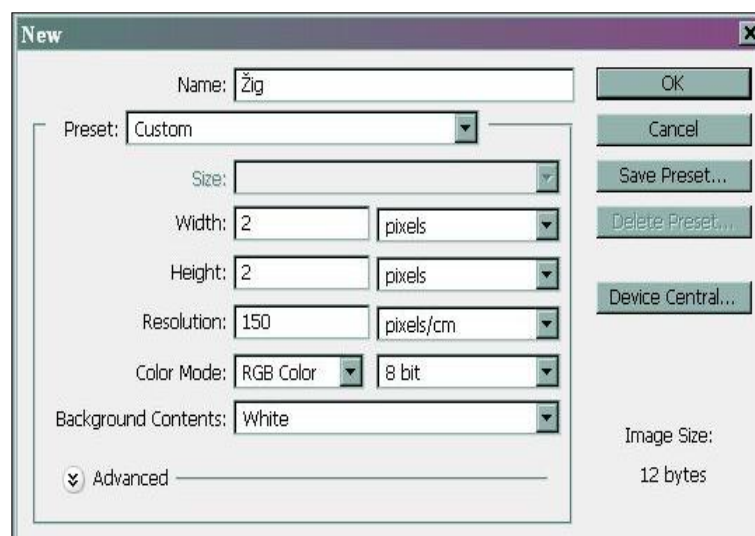 New
Name: Žig
OK
Preset: Custom
Cancel
Size:
Save Preset...
Width: 2 pixels
Delete Preset...
Height: 2 pixels
Device Central...
Resolution: 150 pixels/cm
Color Mode: RGB Color 8 bit
Background Contents: White
Image Size:
12 bytes
Advanced